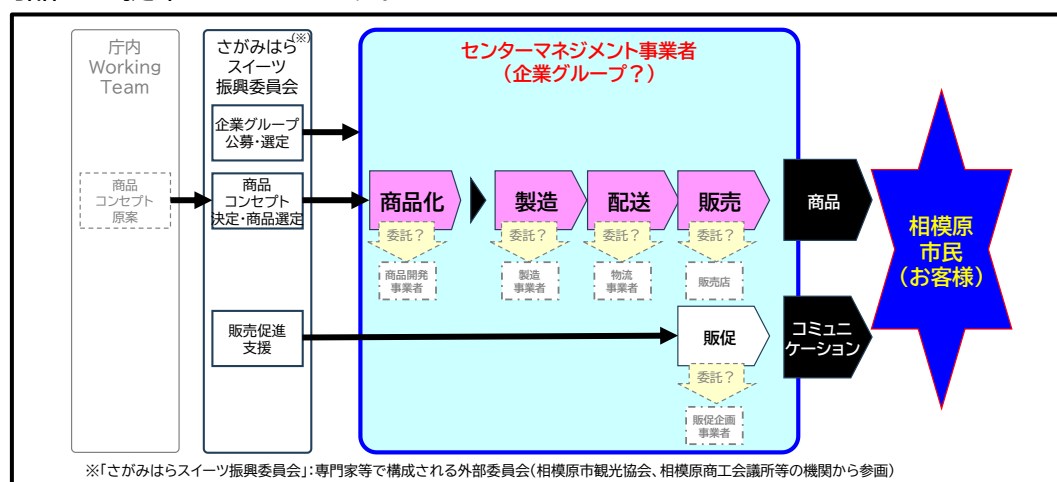 庁内
Working
Team
さがみはら(※)
スイーツ
振興委員会
センターマネジメント事業者
(企業グループ？)
企業グループ
公募・選定
商品
コンセプト
原案
商品
コンセプト
決定・商品選定
商品化
製造
配送
販売
商品
委託？
委託？
委託？
委託？
商品開発
事業者
製造
事業者
物流
事業者
販売店
相模原
市民
(お客様)
販売促進
支援
販促
コミュニ
ケーション
委託？
販促企画
事業者
※「さがみはらスイーツ振興委員会」：専門家等で構成される外部委員会(相模原市観光協会、相模原商工会議所等の機関から参画)